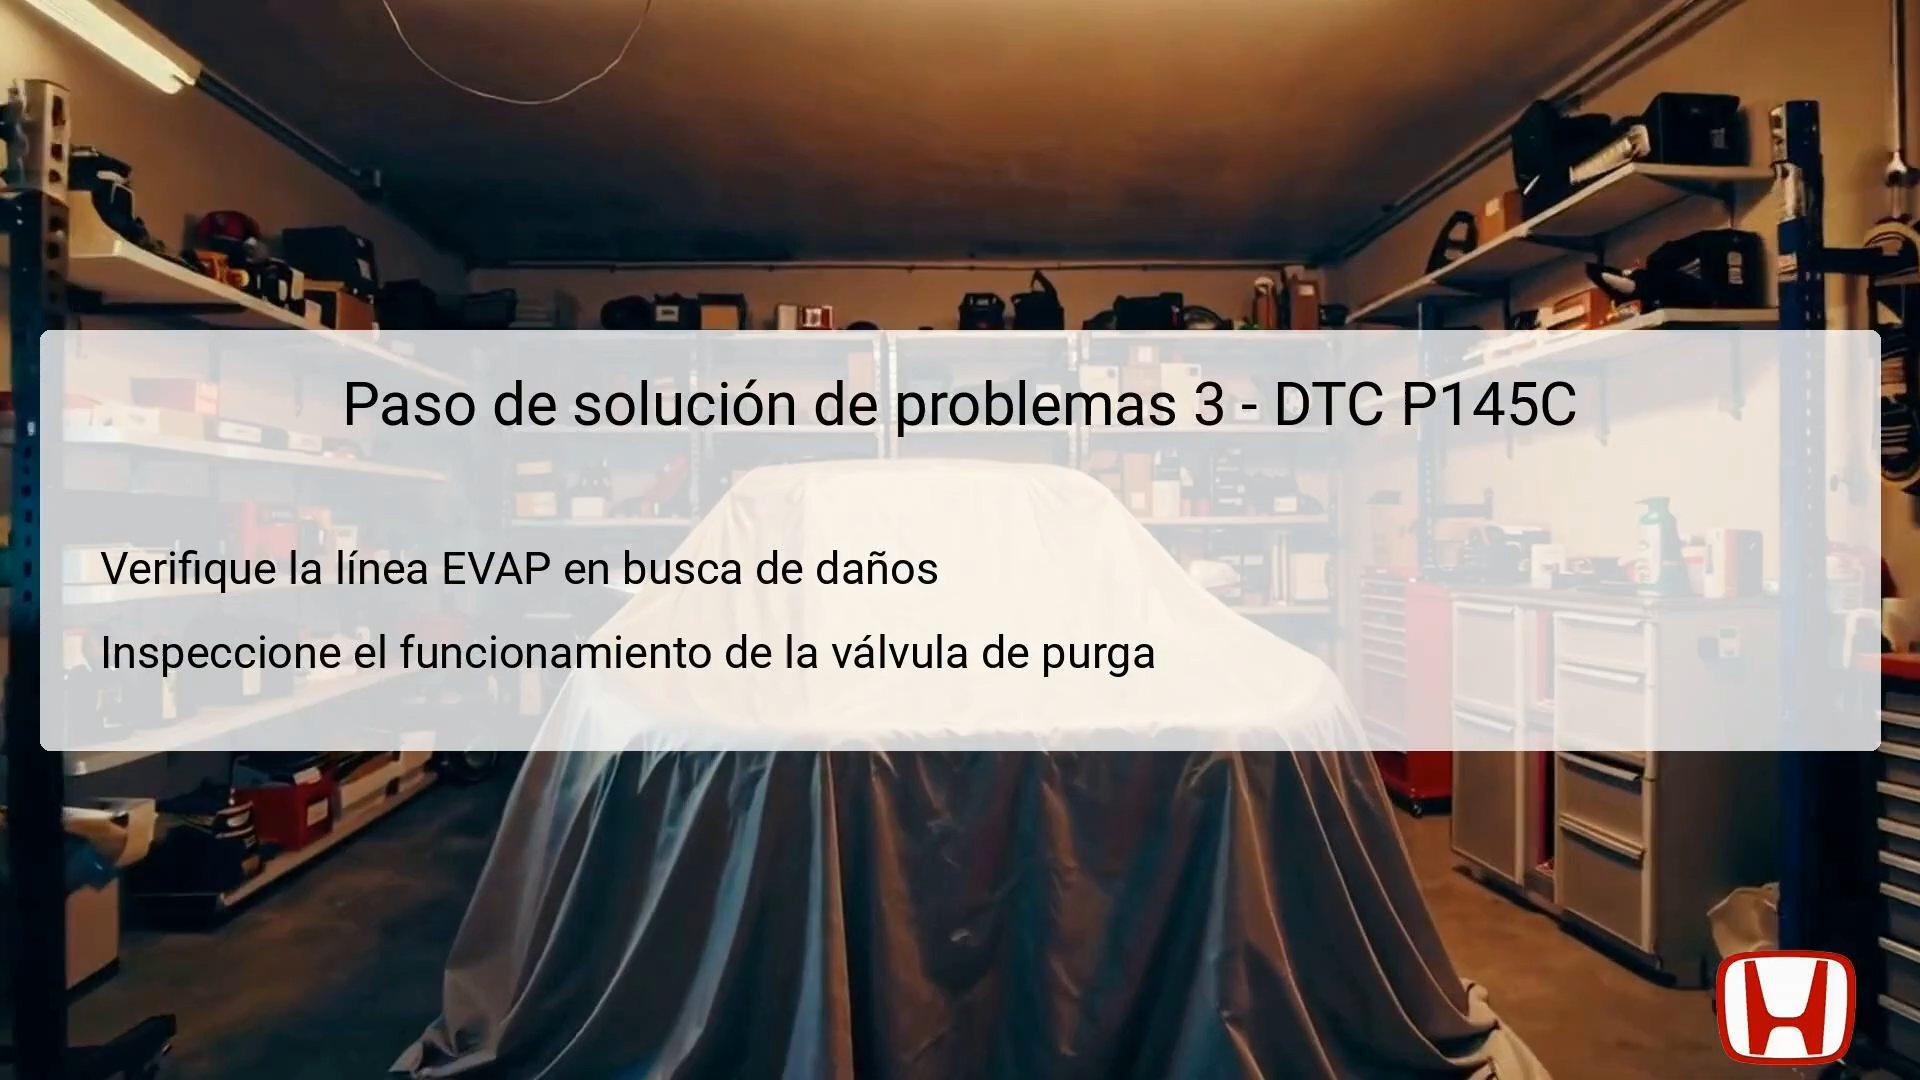 Paso de solución de problemas 3 - DTC P145C
Verifique la línea EVAP en busca de daños
Inspeccione el funcionamiento de la válvula de purga